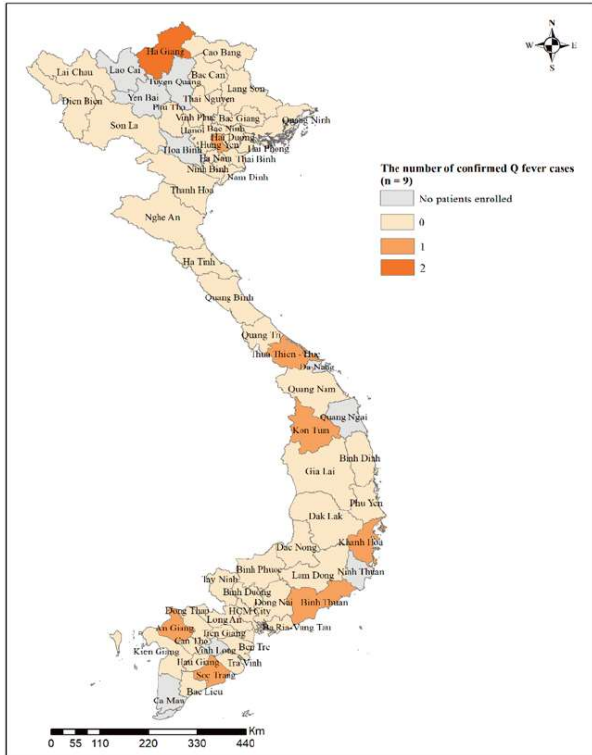 N
W E
S
Ha Giang
Cao Bang
Lai Chau
Lao Cai
Bac Can
Tuyen Quang
Lang Son
Dien Bien
Yen Bai
Thai Nguyen
Phu Tho
Quang Ninh
Son La
Vinh Phuc
Bac Giang
Hanoi
Bac Ninh
Hai Duong
Hung Yen
Hai Phong
Hoa Binh
Ha Nam
Thai Binh
Ninh Binh
Nam Dinh
Thanh Hoa
Nghe An
Ha Tinh
Quang Binh
Quang Tri
Thua Thien - Hue
Da Nang
Quang Nam
Quang Ngai
Kon Tum
Binh Dinh
Gia Lai
Phu Yen
Dak Lak
Khanh Hoa
Dac Nong
Binh Phuoc
Lam Dong
Ninh Thuan
Tay Ninh
Binh Duong
Dong Nai
Binh Thuan
Dong Thap
HCM City
Long An
An Giang
Tien Giang
Ba Ria-Vung Tau
Can Tho
Kien Giang
Vinh Long
Ben Tre
Hau Giang
Tra Vinh
Soc Trang
Bac Lieu
Ca Mau
The number of confirmed Q fever cases
(n = 9)
No patients enrolled
0
1
2
Km
0 55 110 220 330 440